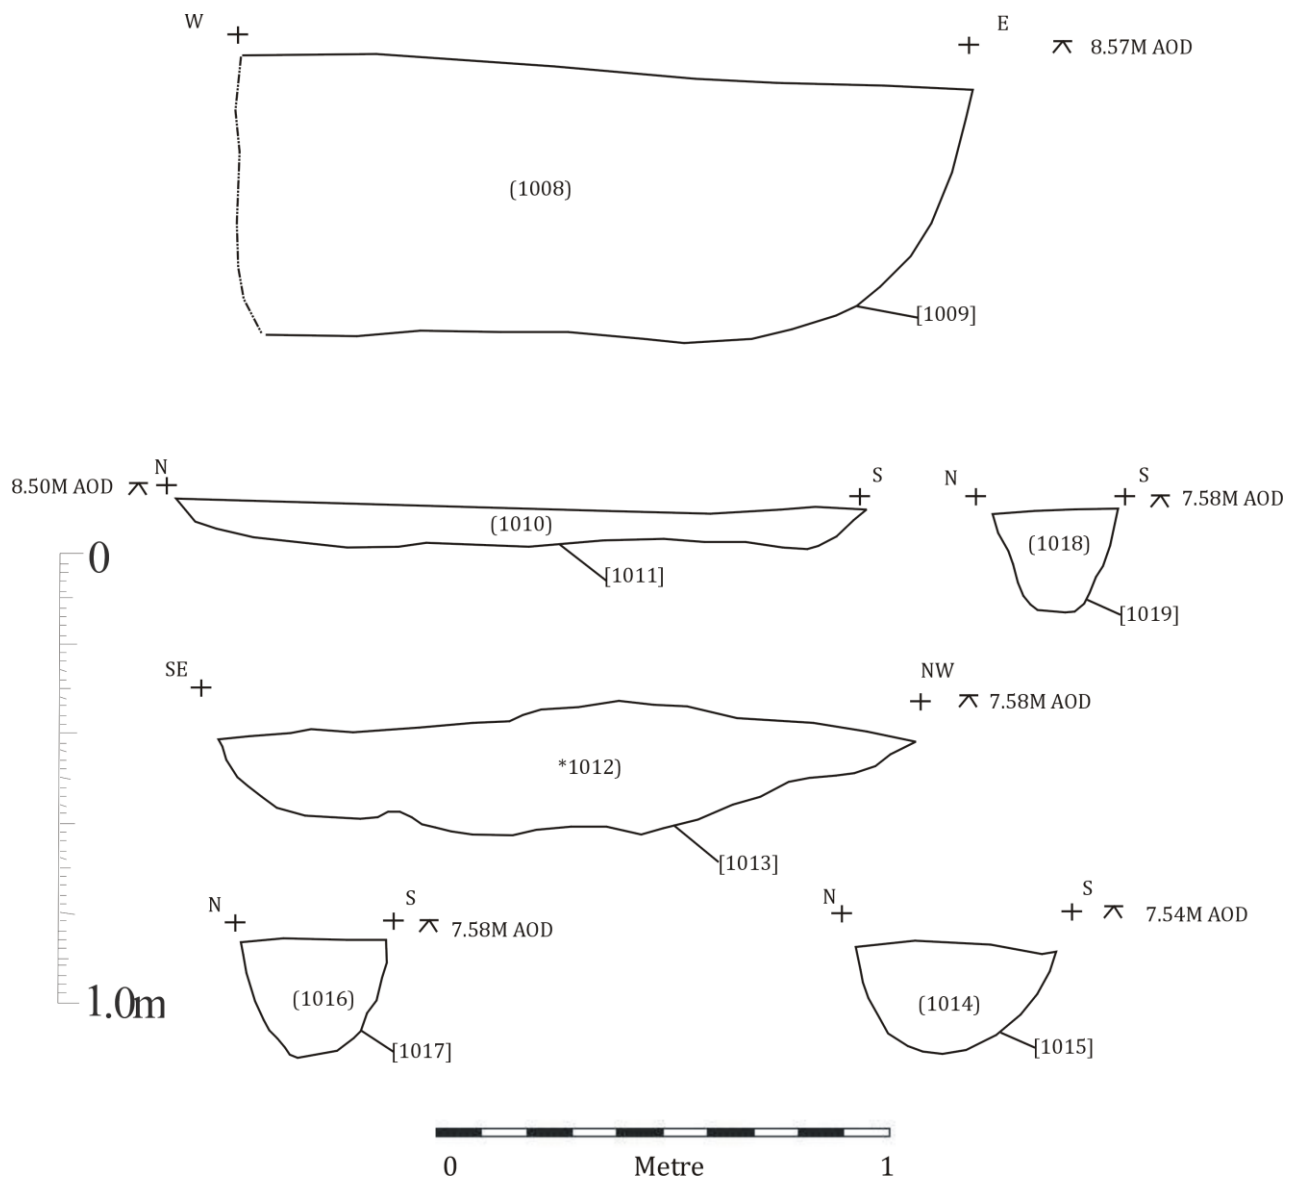 W
E
8.57M AOD
(1008)
[1009]
8.50M AOD
N
S
(1010)
[1011]
N
S
7.58M AOD
(1018)
[1019]
0
SE
NW
7.58M AOD
*1012)
[1013]
N
S
7.58M AOD
(1016)
[1017]
N
S
7.54M AOD
(1014)
[1015]
1.0m
0 Metre 1